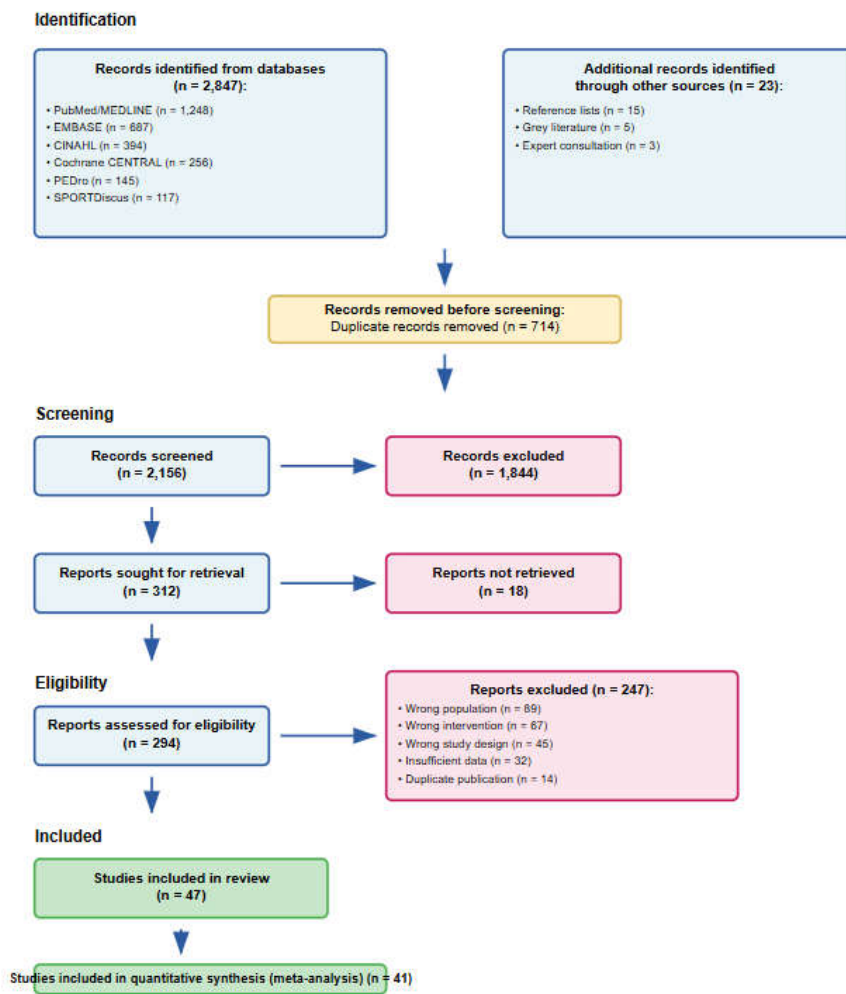 Identification
Records identified from databases
(n = 2,847):
• PubMed/MEDLINE (n = 1,248)
• EMBASE (n = 687)
• CINAHL (n = 394)
• Cochrane CENTRAL (n = 256)
• PEDro (n = 145)
• SPORTDiscus (n = 117)
Additional records identified
through other sources (n = 23):
• Reference lists (n = 15)
• Grey literature (n = 5)
• Expert consultation (n = 3)
Records removed before screening:
Duplicate records removed (n = 714)
Screening
Records screened
(n = 2,156)
Records excluded
(n = 1,844)
Reports sought for retrieval
(n = 312)
Reports not retrieved
(n = 18)
Eligibility
Reports assessed for eligibility
(n = 294)
Reports excluded (n = 247):
• Wrong population (n = 89)
• Wrong intervention (n = 67)
• Wrong study design (n = 45)
• Insufficient data (n = 32)
• Duplicate publication (n = 14)
Included
Studies included in review
(n = 47)
Studies included in quantitative synthesis (meta-analysis) (n = 41)